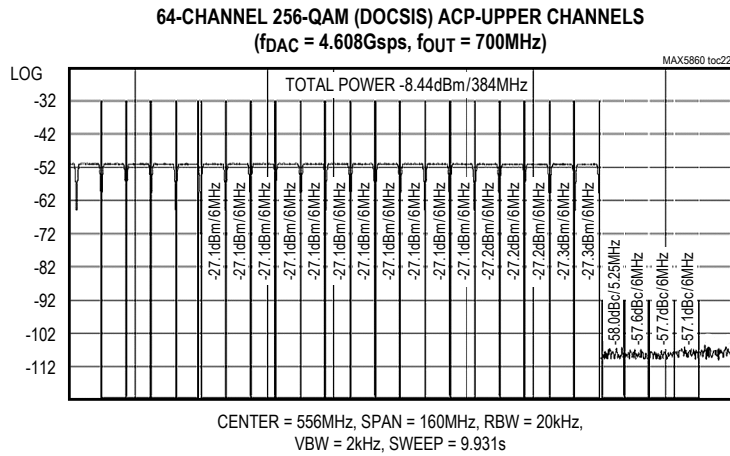 64-CHANNEL 256-QAM (DOCSIS) ACP-UPPER CHANNELS
(fDAC = 4.608Gsps, fOUT = 700MHz)
MAX5860 toc22
LOG
TOTAL POWER -8.44dBm/384MHz
-32
-42
-52
-62
-72
-82
-92
-102
-112
-27.1dBm/6MHz
-27.1dBm/6MHz
-27.1dBm/6MHz
-27.1dBm/6MHz
-27.1dBm/6MHz
-27.1dBm/6MHz
-27.1dBm/6MHz
-27.1dBm/6MHz
-27.1dBm/6MHz
-27.1dBm/6MHz
-27.1dBm/6MHz
-27.2dBm/6MHz
-27.2dBm/6MHz
-27.2dBm/6MHz
-27.3dBm/6MHz
-27.3dBm/6MHz
-58.0dBc/5.25MHz
-57.6dBc/6MHz
-57.7dBc/6MHz
-57.1dBc/6MHz
CENTER = 556MHz, SPAN = 160MHz, RBW = 20kHz,
VBW = 2kHz, SWEEP = 9.931s